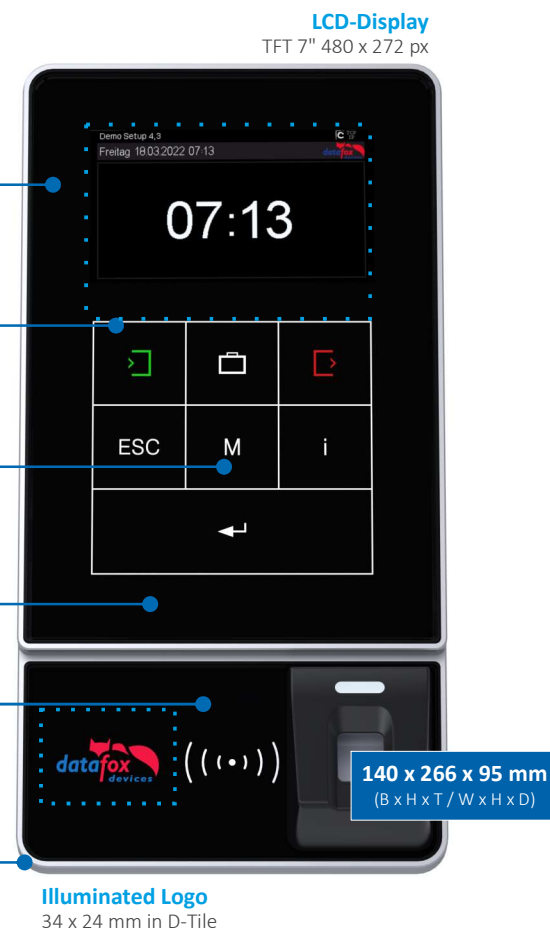 LCD-Display
TFT 7" 480 x 272 px
Demo Setup 4,3
C
Freitag 18.03.2022 07:13
datafox
07:13
ESC M i
datafox
devices
140 x 266 x 95 mm
(B x H x T / W x H x D)
Illuminated Logo
34 x 24 mm in D-Tile